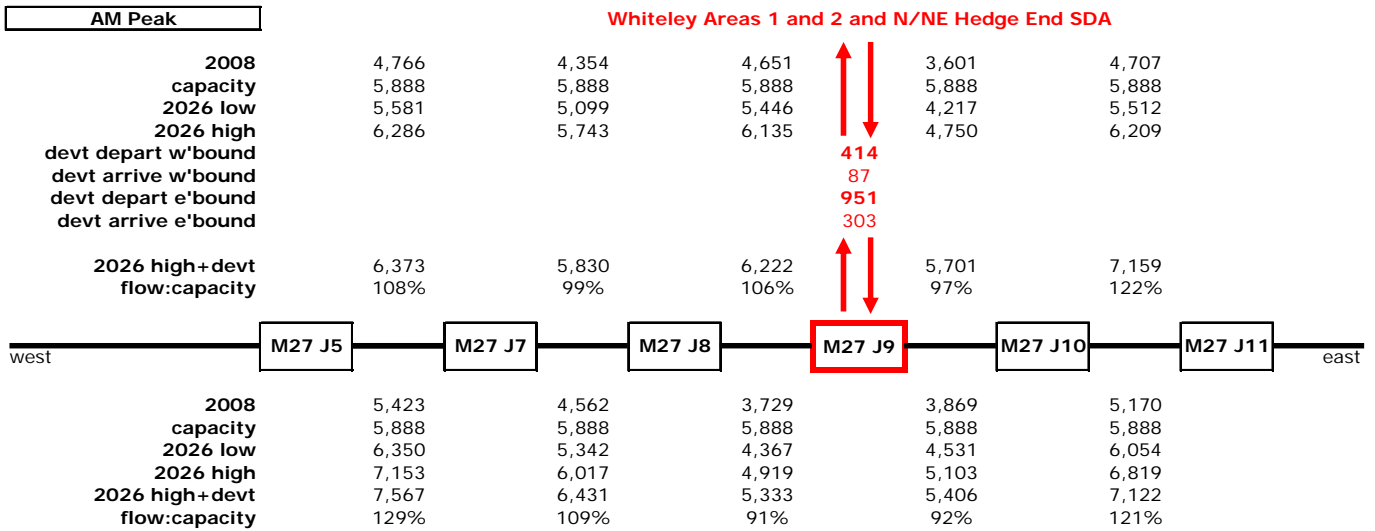 AM Peak Whiteley Areas 1 and 2 and N/NE Hedge End SDA
2008 4,766 4,354 4,651 3,601 4,707
capacity 5,888 5,888 5,888 5,888 5,888
2026 low 5,581 5,099 5,446 4,217 5,512
2026 high 6,286 5,743 6,135 4,750 6,209
devt depart w'bound 414
devt arrive w'bound 87
devt depart e'bound 951
devt arrive e'bound 303
2026 high+devt 6,373 5,830 6,222 5,701 7,159
flow:capacity 108% 99% 106% 97% 122%
west M27 J5 M27 J7 M27 J8 M27 J9 M27 J10 M27 J11 east
2008 5,423 4,562 3,729 3,869 5,170
capacity 5,888 5,888 5,888 5,888 5,888
2026 low 6,350 5,342 4,367 4,531 6,054
2026 high 7,153 6,017 4,919 5,103 6,819
2026 high+devt 7,567 6,431 5,333 5,406 7,122
flow:capacity 129% 109% 91% 92% 121%